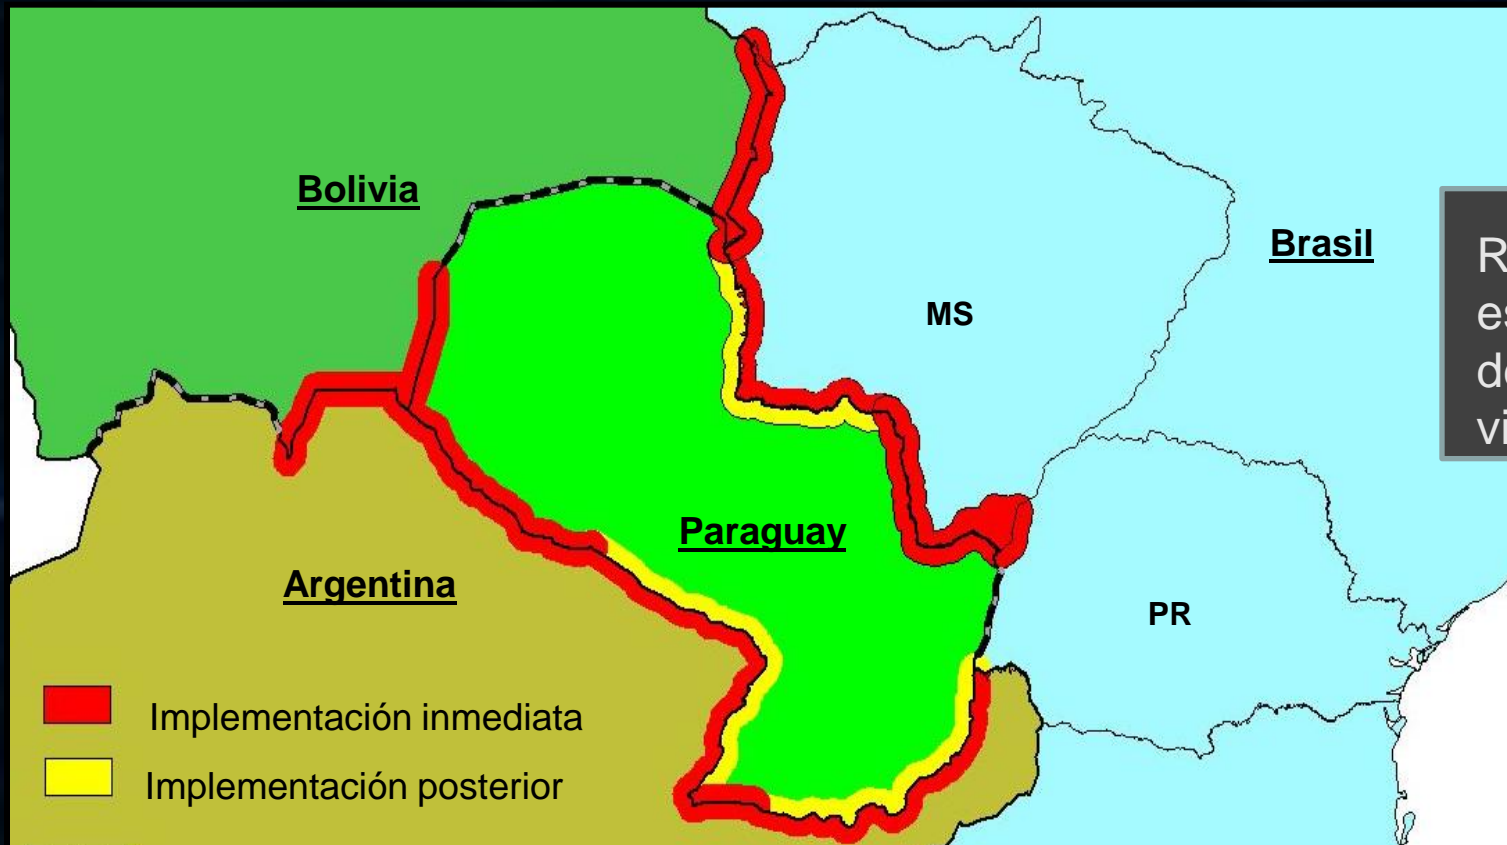 Bolivia
Brasil
MS
Paraguay
Argentina
PR
Implementación inmediata
Implementación posterior